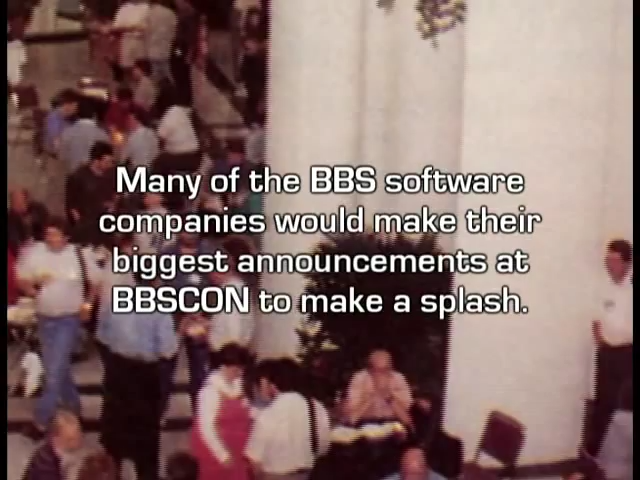 Many of the BBS software
companies would make their
biggest announcements at
BBSCON to make a splash.